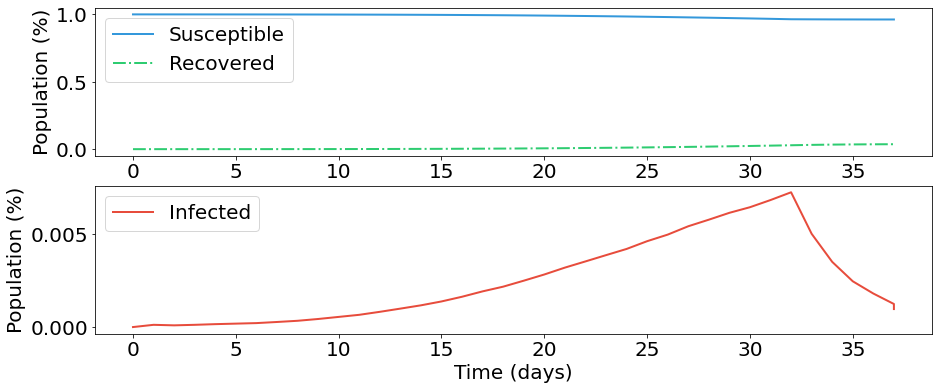 Population (%)
1.0
0.5
0.0
Susceptible
Recovered
0 5 10 15 20 25 30 35
Population (%)
0.005
0.000
Infected
0 5 10 15 20 25 30 35
Time (days)